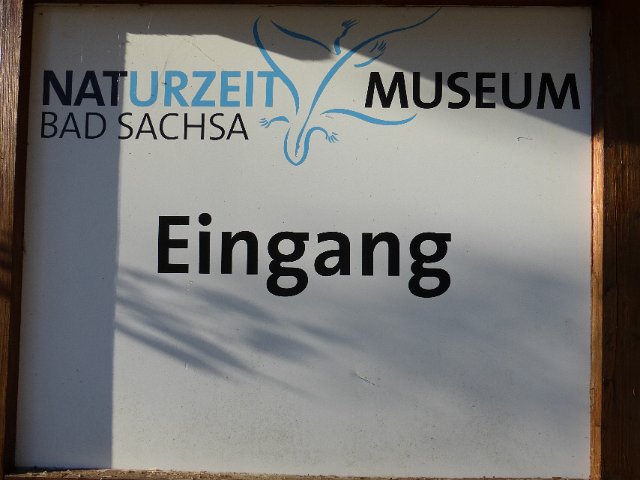 NATURZEIT MUSEUM
BAD SACHSA
Eingang